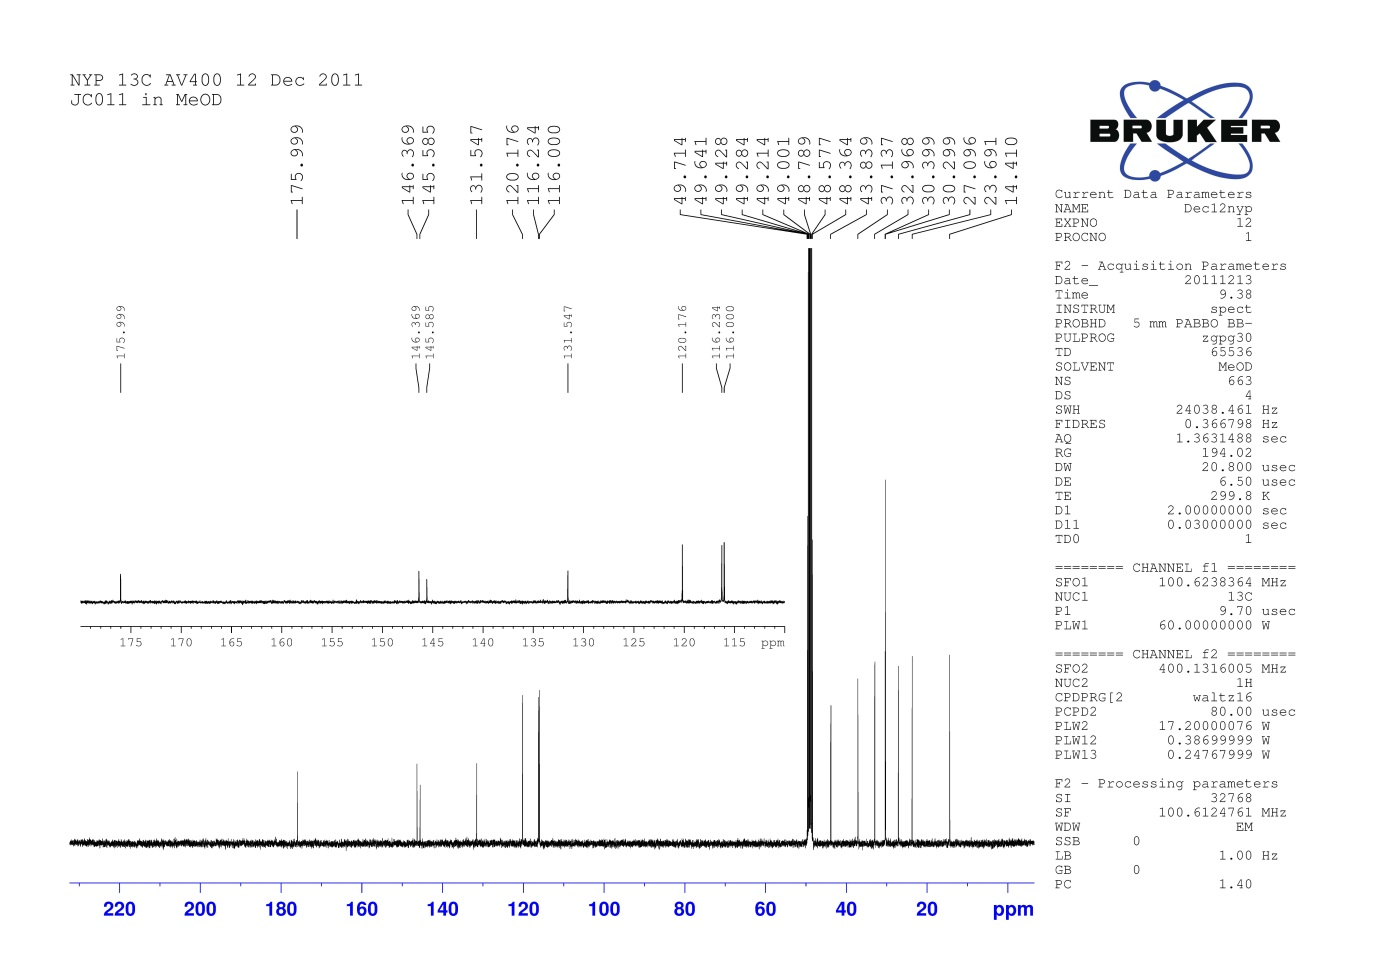 NYP 13C AV400 12 Dec 2011
JC011 in MeOD
175.999
146.369
145.585
131.547
120.176
116.234
116.000
49.714
49.641
49.428
49.284
49.214
49.001
48.789
48.577
48.364
43.839
37.137
32.968
30.399
30.299
27.096
23.691
14.410
175.999
146.369
145.585
131.547
120.176
116.234
116.000
175 170 165 160 155 150 145 140 135 130 125 120 115 ppm
220 200 180 160 140 120 100 80 60 40 20 ppm
BRUKER
Current Data Parameters
NAME Dec12nyp
EXPNO 12
PROCNO 1
F2 - Acquisition Parameters
Date_ 20111213
Time 9.38
INSTRUM spect
PROBHD 5 mm PABBO BB-
PULPROG zgpg30
TD 65536
SOLVENT MeOD
NS 663
DS 4
SWH 24038.461 Hz
FIDRES 0.366798 Hz
AQ 1.3631488 sec
RG 194.02
DW 20.800 usec
DE 6.50 usec
TE 299.8 K
D1 2.00000000 sec
D11 0.03000000 sec
TD0 1
======== CHANNEL f1 ========
SFO1 100.6238364 MHz
NUC1 13C
P1 9.70 usec
PLW1 60.00000000 W
======== CHANNEL f2 ========
SFO2 400.1316005 MHz
NUC2 1H
CPDPRG[2 waltz16
PCPD2 80.00 usec
PLW2 17.20000076 W
PLW12 0.38699999 W
PLW13 0.24767999 W
F2 - Processing parameters
SI 32768
SF 100.6124761 MHz
WDW EM
SSB 0
LB 1.00 Hz
GB 0
PC 1.40